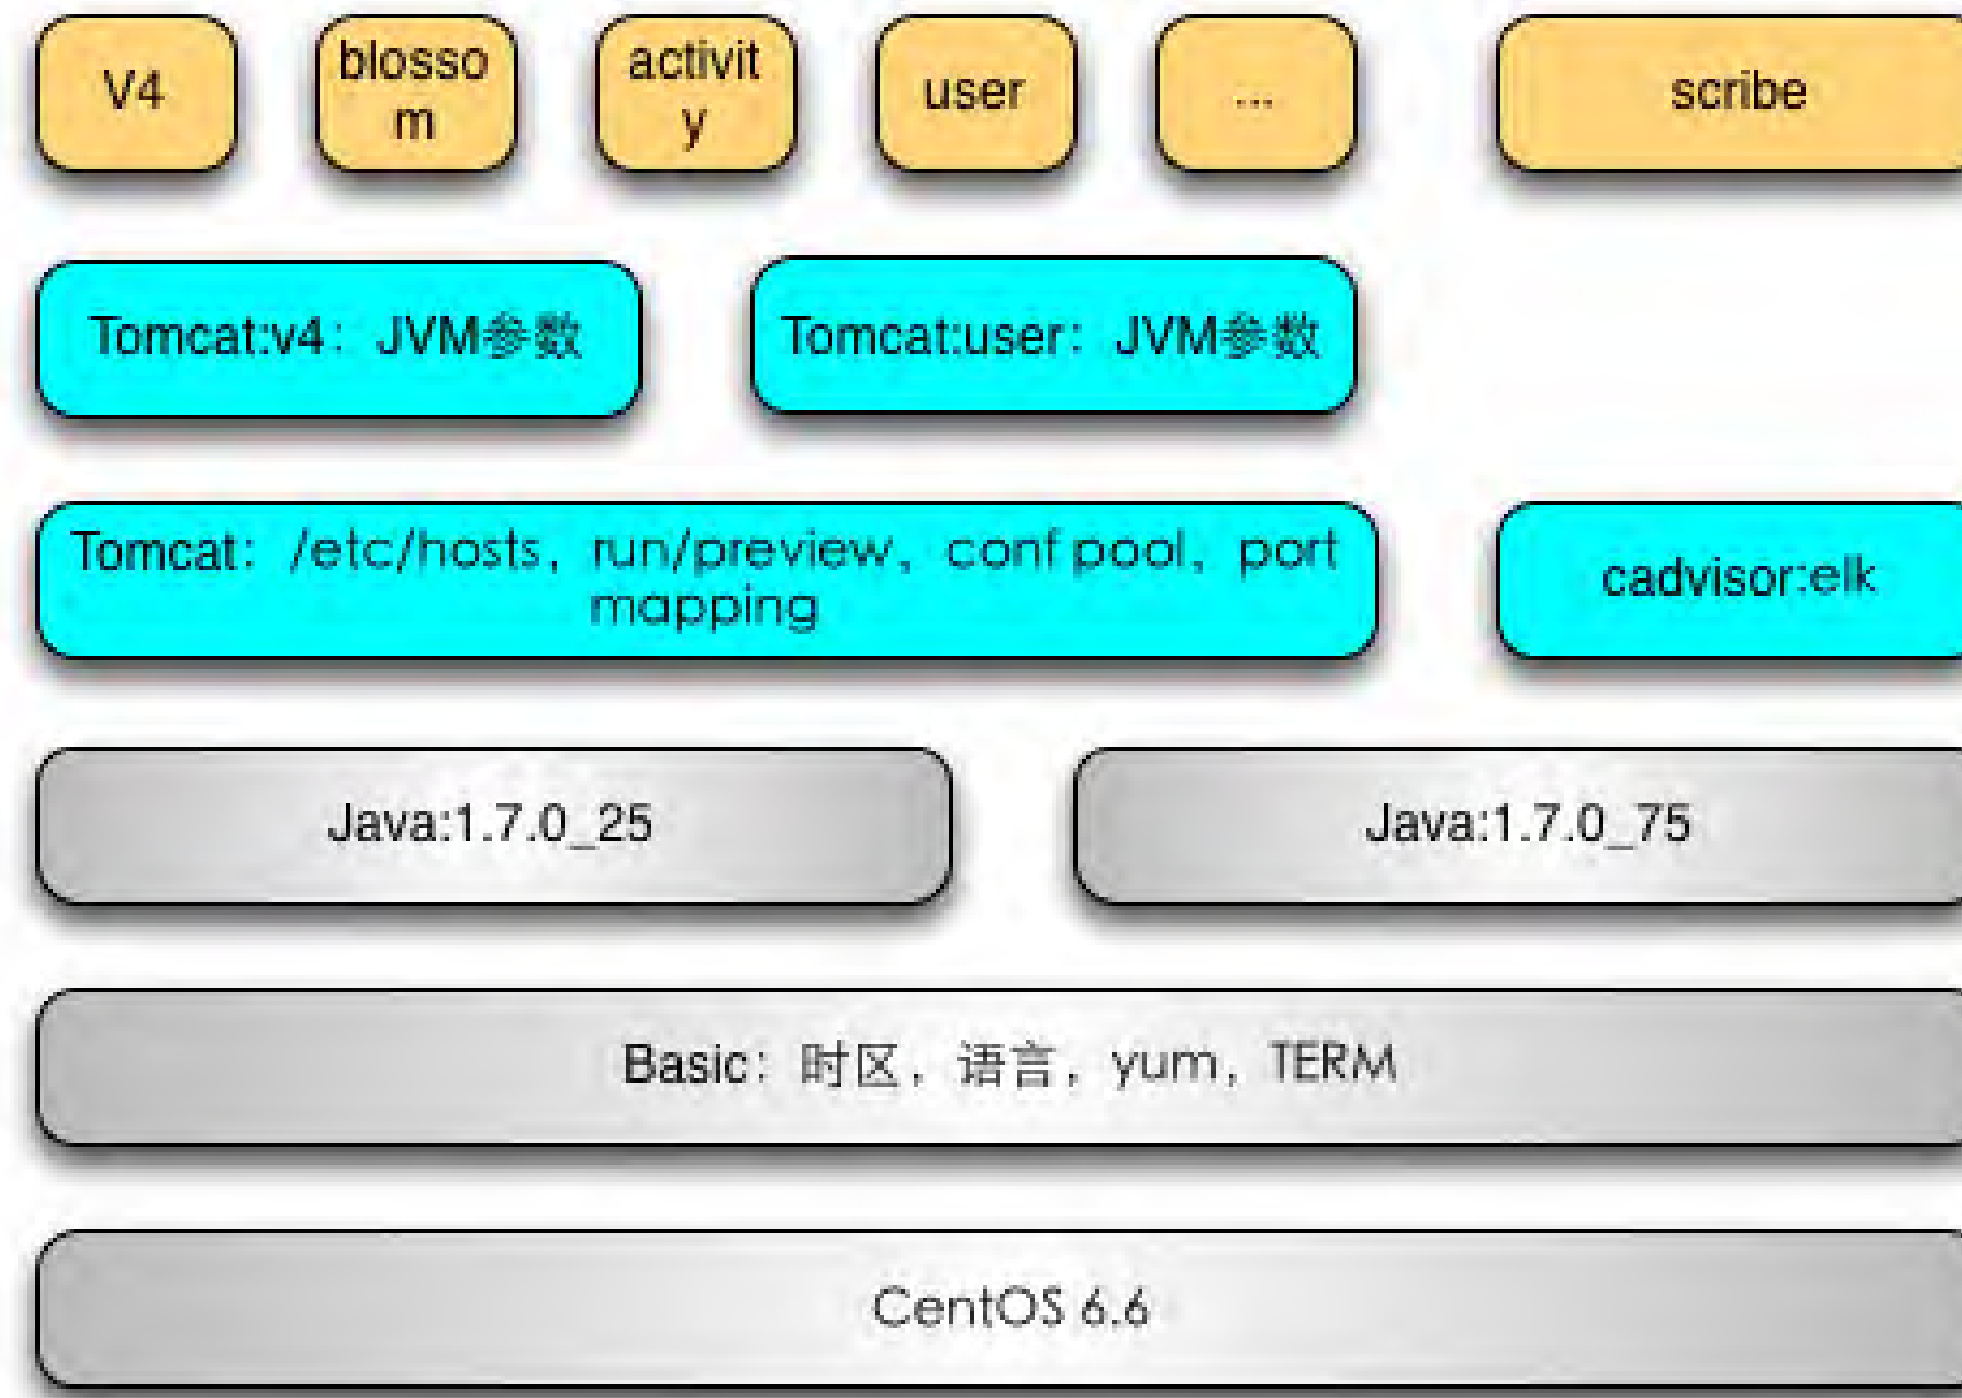 V4
blosso
m
activit
y
user
...
scribe
Tomcat:v4：JVM参数
Tomcat:user：JVM参数
Tomcat：/etc/hosts，run/preview，conf pool，port
mapping
cadvisor:elk
Java:1.7.0_25
Java:1.7.0_75
Basic：时区，语言，yum，TERM
CentOS 6.6